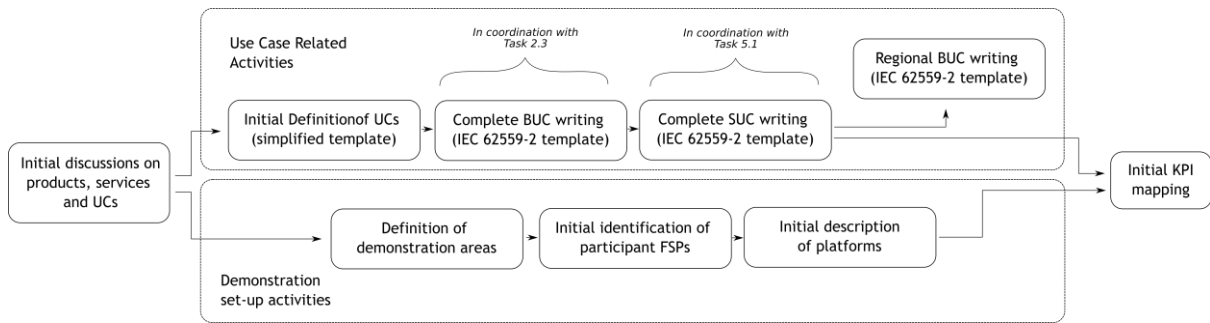 Use Case Related
Activities
In coordination with
Task 2.3
In coordination with
Task 5.1
Regional BUC writing
(IEC 62559-2 template)
Initial Definitionof UCs
(simplified template)
Complete BUC writing
(IEC 62559-2 template)
Complete SUC writing
(IEC 62559-2 template)
Initial discussions on
products, services
and UCs
Initial KPI
mapping
Definition of
demonstration areas
Initial identification of
participant FSPs
Initial description
of platforms
Demonstration
set-up activities